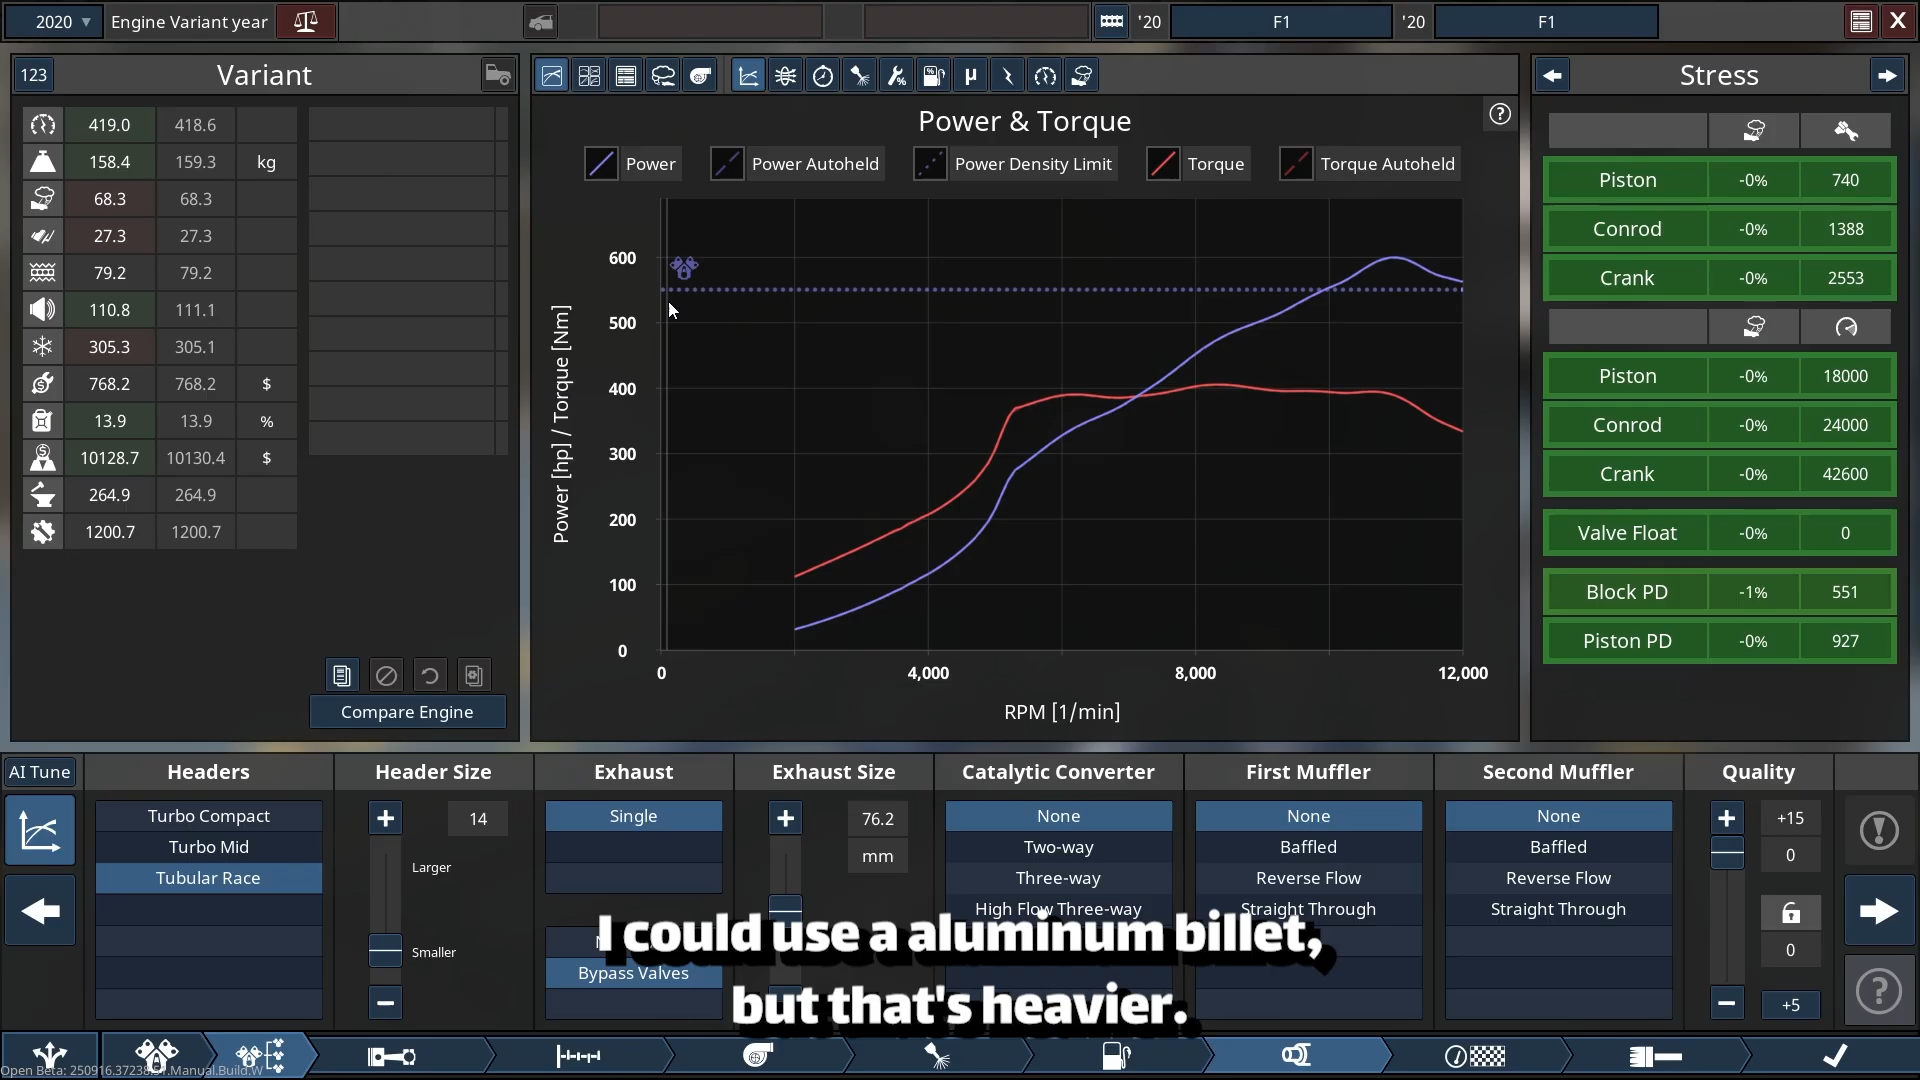 2020
Engine Variant year
'20
F1
'20
F1
X
123
Variant
419.0 418.6
158.4 159.3 kg
68.3 68.3
27.3 27.3
79.2 79.2
110.8 111.1
305.3 305.1
768.2 768.2 $
13.9 13.9 %
10128.7 10130.4 $
264.9 264.9
1200.7 1200.7
Compare Engine
Power & Torque
?
Power
Power Autoheld
Power Density Limit
Torque
Torque Autoheld
Power [hp] / Torque [Nm]
600
500
400
300
200
100
0
0 4,000 8,000 12,000
RPM [1/min]
Stress
Piston -0% 740
Conrod -0% 1388
Crank -0% 2553
Piston -0% 18000
Conrod -0% 24000
Crank -0% 42600
Valve Float -0% 0
Block PD -1% 551
Piston PD -0% 927
AI Tune
Headers
Turbo Compact
Turbo Mid
Tubular Race
Header Size
14
Larger
Smaller
Exhaust
Single
Bypass Valves
Exhaust Size
76.2
mm
Catalytic Converter
None
Two-way
Three-way
High Flow Three-way
First Muffler
None
Baffled
Reverse Flow
Straight Through
Second Muffler
None
Baffled
Reverse Flow
Straight Through
Quality
+15
0
0
+5
I could use a aluminum billet,
but that's heavier.